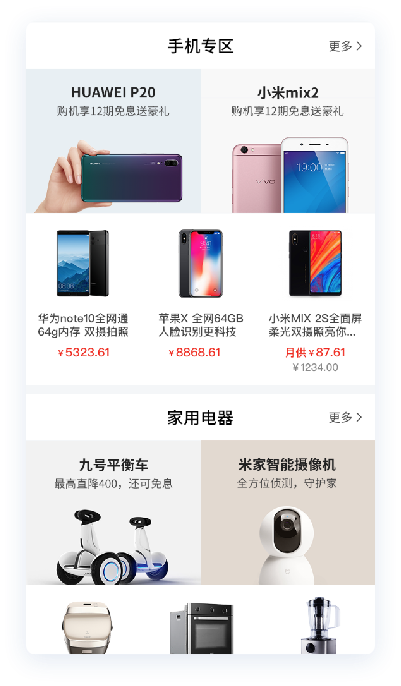 手机专区
更多 >
HUAWEI P20
购机享12期免息送豪礼
小米mix2
购机享12期免息送豪礼
19:00
华为note10全网通
64g内存 双摄拍照
¥5323.61
苹果X 全网64GB
人脸识别更科技
¥8868.61
小米MIX 2S全面屏
柔光双摄照亮你...
月供¥87.61
¥1234.00
家用电器
更多 >
九号平衡车
最高直降400，还可免息
米家智能摄像机
全方位侦测，守护家